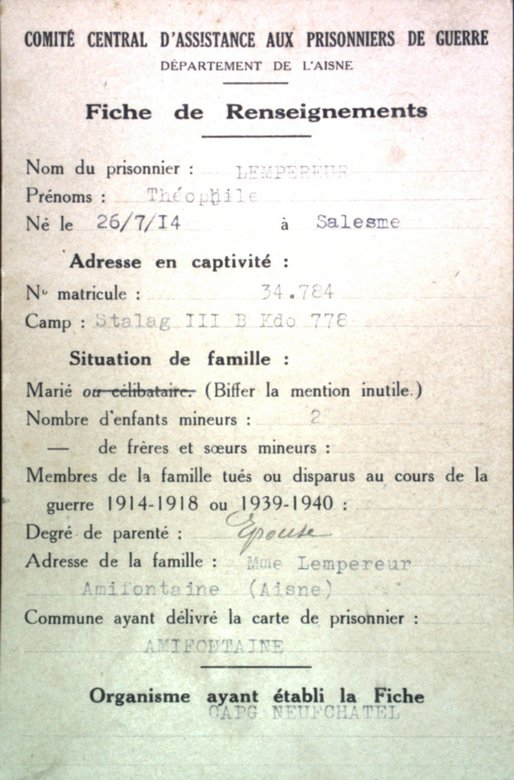 COMITÉ CENTRAL D'ASSISTANCE AUX PRISONNIERS DE GUERRE
DÉPARTEMENT DE L'AISNE
Fiche de Renseignements
Nom du prisonnier : LEMPEREUR
Prénoms : Théophile
Né le 26/7/I4 à Salesme
Adresse en captivité :
N° matricule : 34.784
Camp : Stalag III B Kdo 778
Situation de famille :
Marié ou célibataire. (Biffer la mention inutile.)
Nombre d'enfants mineurs : 2
— de frères et sœurs mineurs :
Membres de la famille tués ou disparus au cours de la
guerre 1914-1918 ou 1939-1940 :
Degré de parenté : Epouse
Adresse de la famille : Mme Lempereur
Amifontaine (Aisne)
Commune ayant délivré la carte de prisonnier :
AMIFONTAINE
Organisme ayant établi la Fiche
CAPG NEUFCHATEL